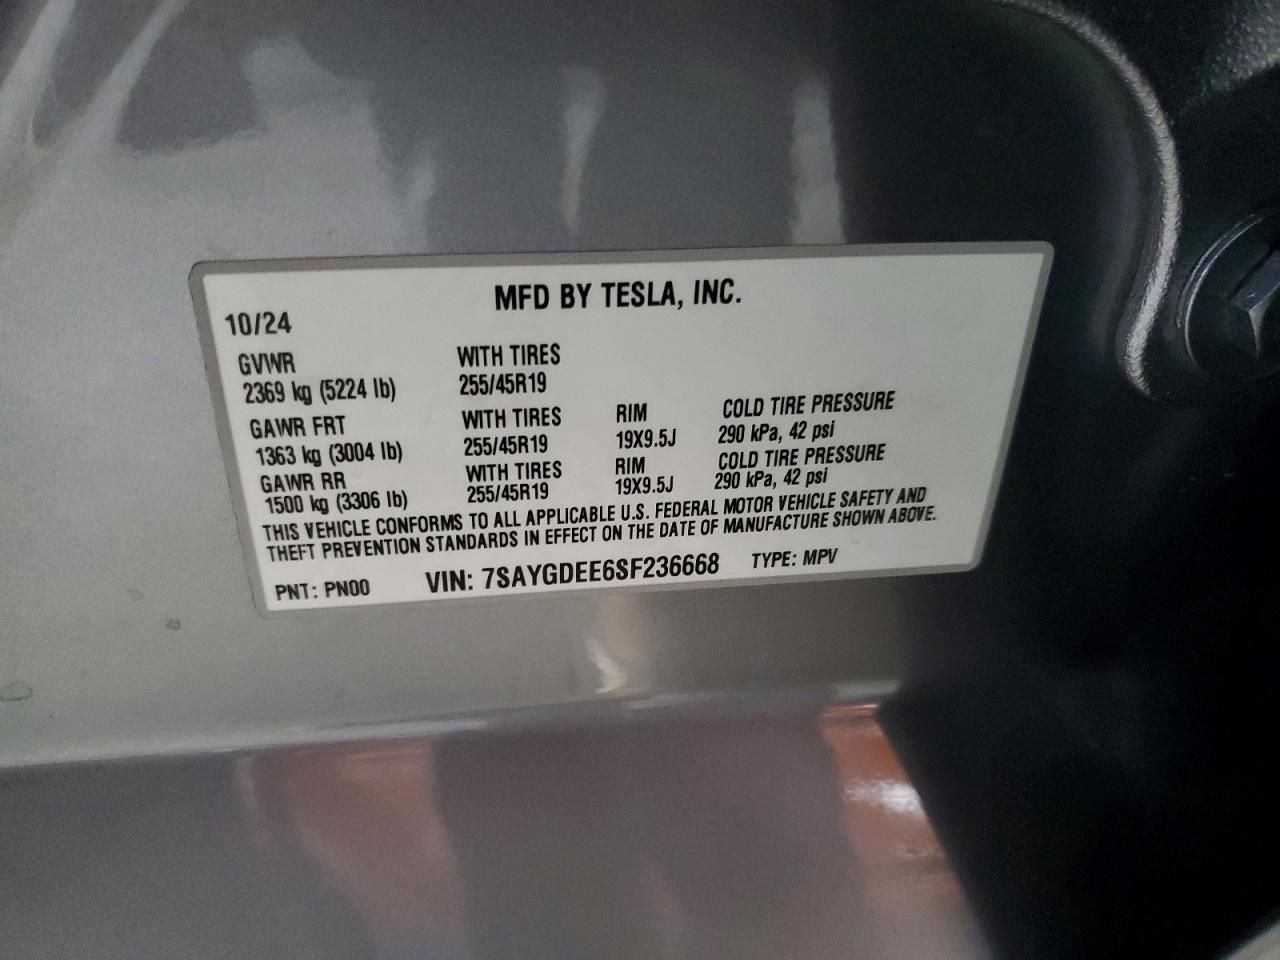 MFD BY TESLA, INC.
10/24
GVWR WITH TIRES
2369 kg (5224 lb) 255/45R19
GAWR FRT WITH TIRES RIM COLD TIRE PRESSURE
1363 kg (3004 lb) 255/45R19 19X9.5J 290 kPa, 42 psi
GAWR RR WITH TIRES RIM COLD TIRE PRESSURE
1500 kg (3306 lb) 255/45R19 19X9.5J 290 kPa, 42 psi
THIS VEHICLE CONFORMS TO ALL APPLICABLE U.S. FEDERAL MOTOR VEHICLE SAFETY AND
THEFT PREVENTION STANDARDS IN EFFECT ON THE DATE OF MANUFACTURE SHOWN ABOVE.
PNT: PN00 VIN: 7SAYGDEE6SF236668 TYPE: MPV